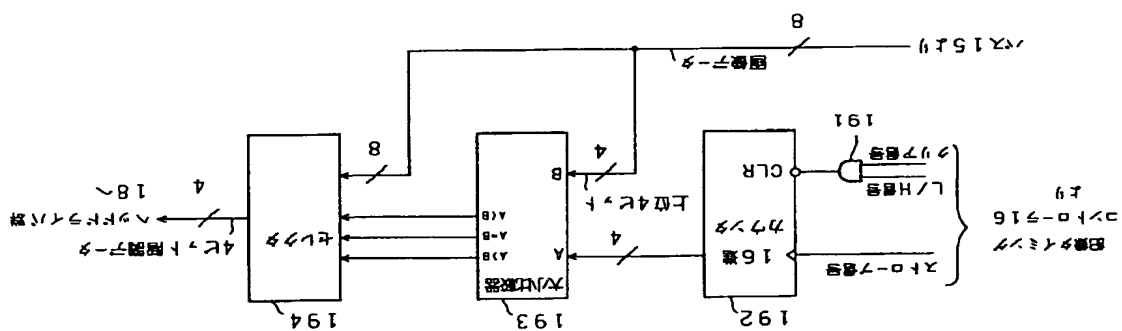 192
193
194
画像タイミング
コントローラ16
より
ストローブ信号
L/H信号
クリア信号
191
16進
カウンタ
CLR
4
大小比較器
A
B
A>B
A=B
A<B
上位4ビット
4
セレクタ
8
4ビット階調データ
4
ヘッドドライバ群
18へ
バス15より
8
画像データ